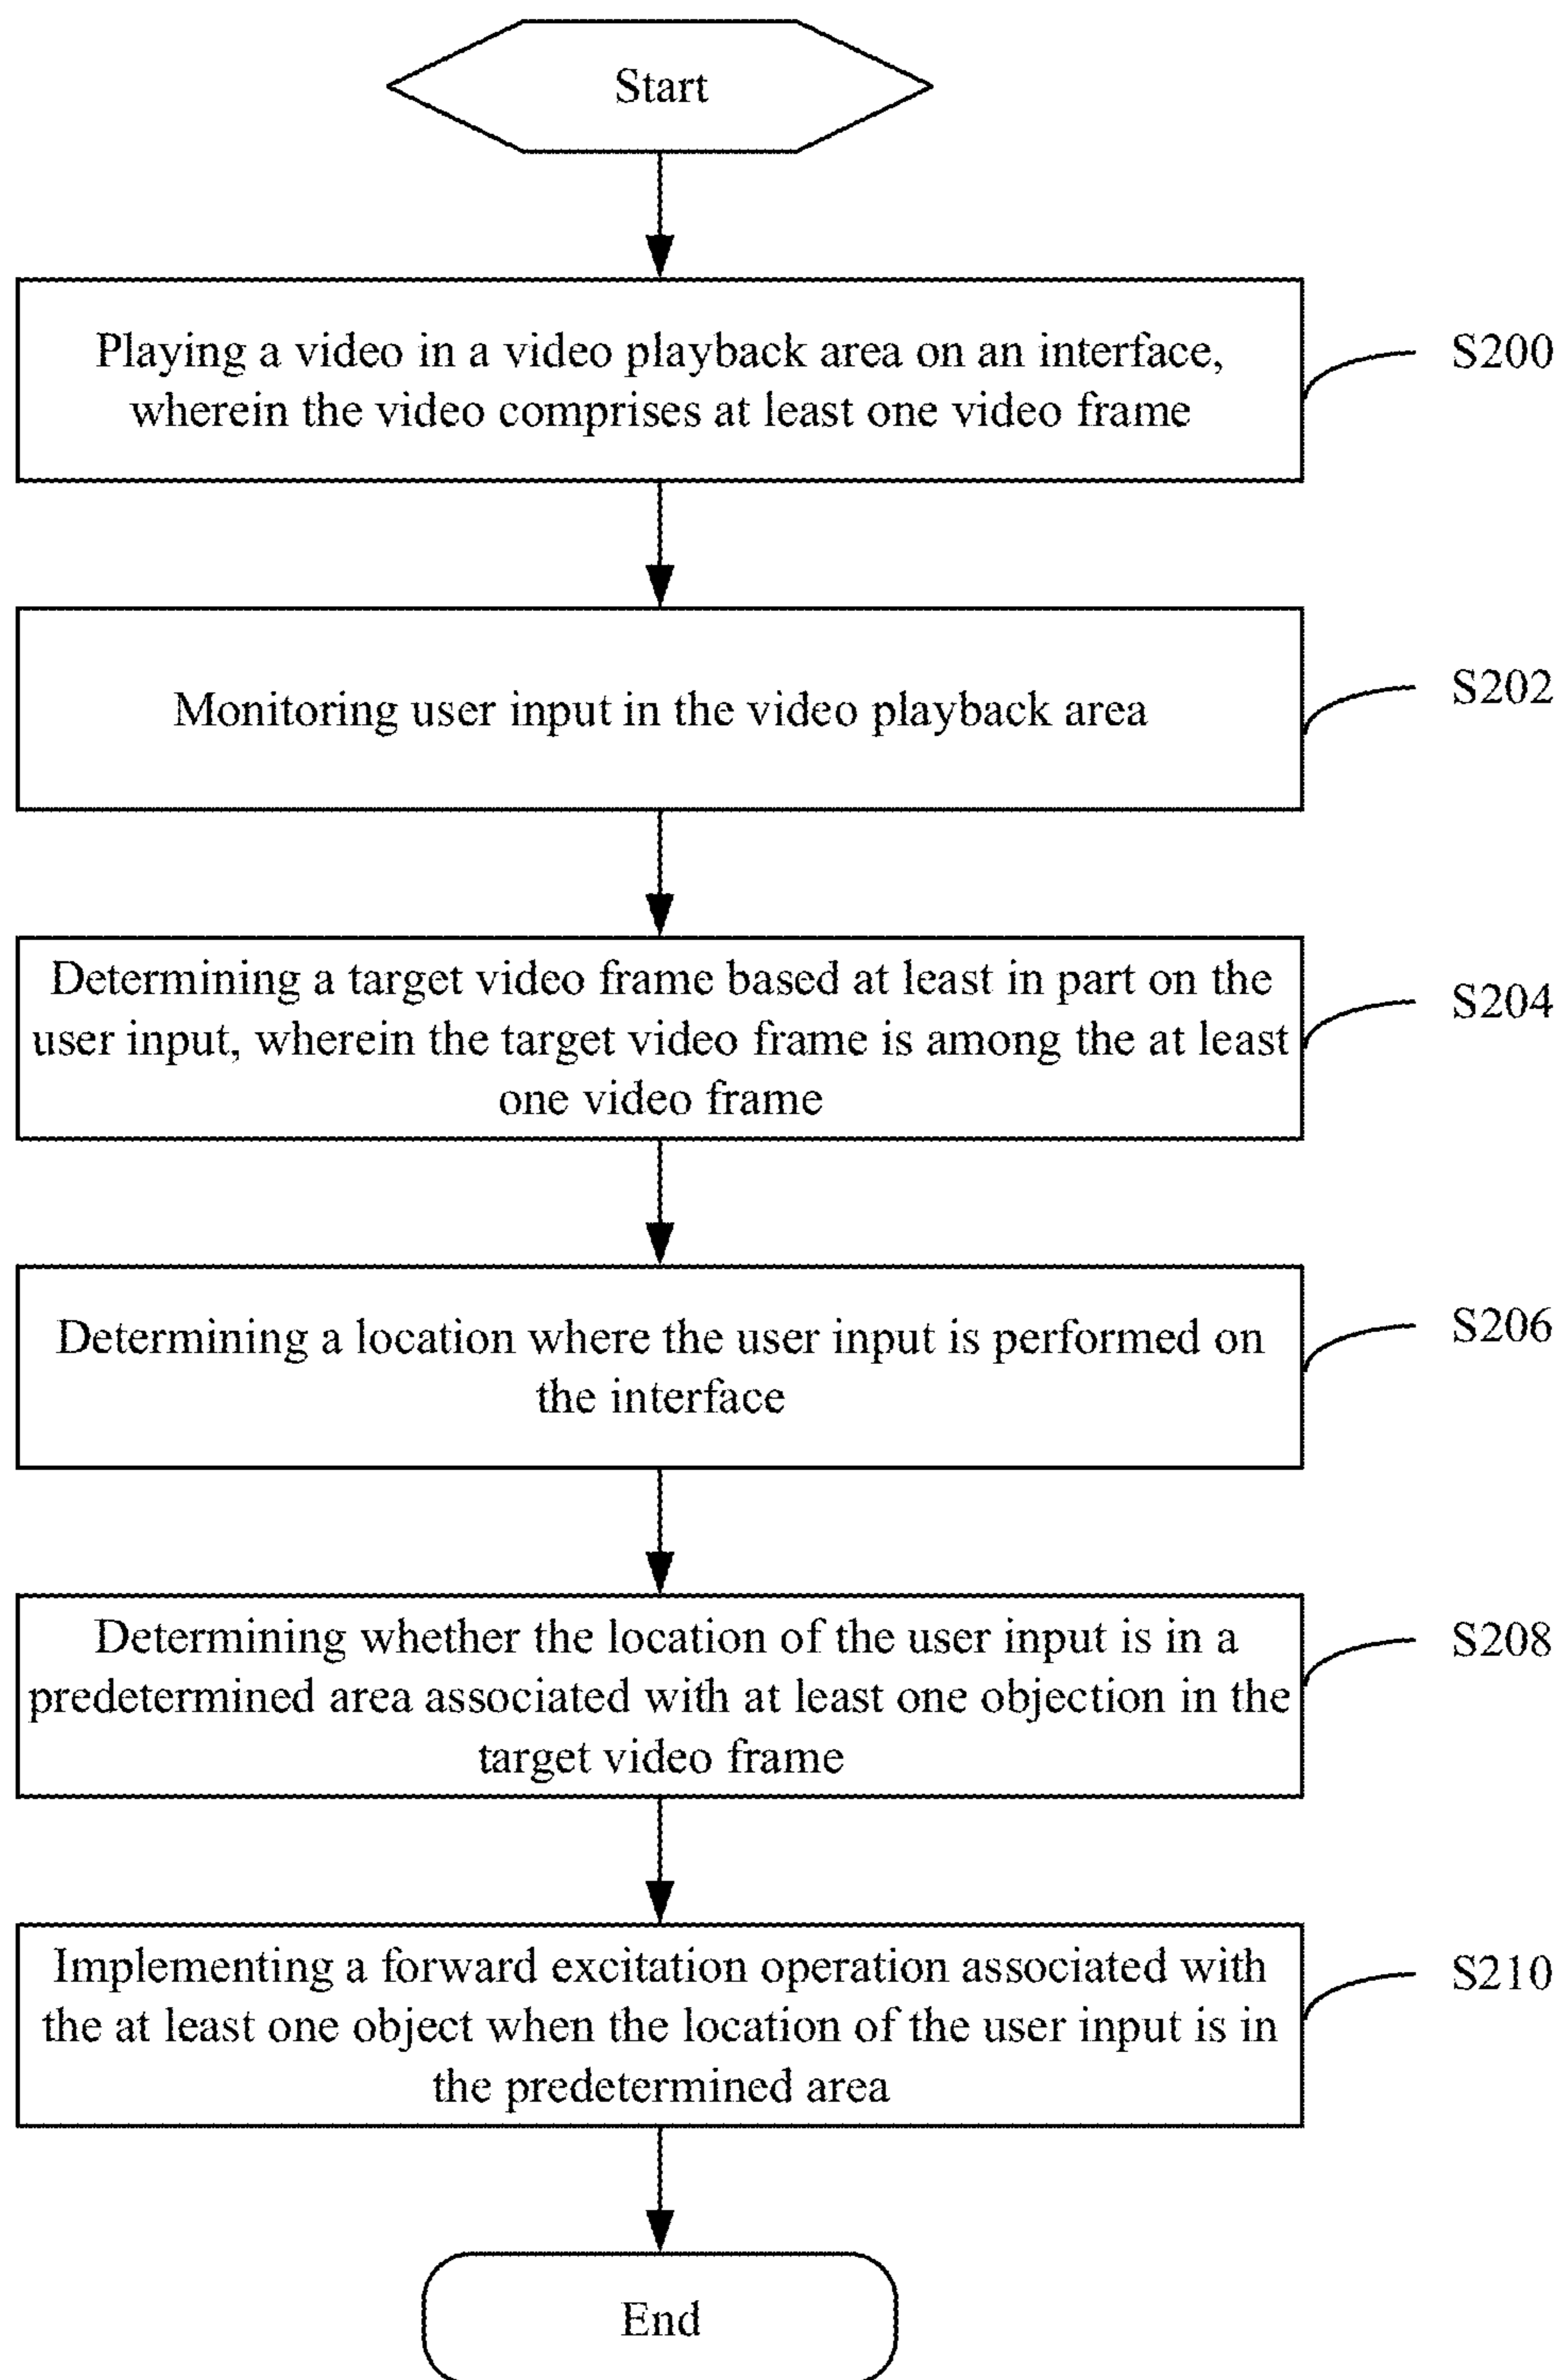 Start
Playing a video in a video playback area on an interface,
wherein the video comprises at least one video frame
S200
Monitoring user input in the video playback area
S202
Determining a target video frame based at least in part on the
user input, wherein the target video frame is among the at least
one video frame
S204
Determining a location where the user input is performed on
the interface
S206
Determining whether the location of the user input is in a
predetermined area associated with at least one objection in the
target video frame
S208
Implementing a forward excitation operation associated with
the at least one object when the location of the user input is in
the predetermined area
S210
End